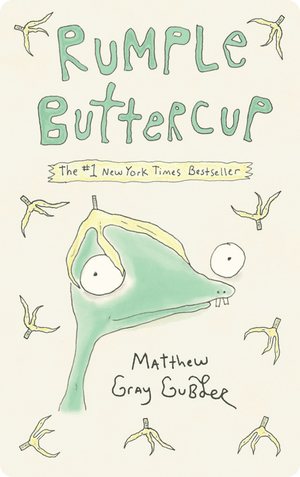 RUMPLE
BUTTERCUP
The #1 New York Times Bestseller
MATTHEW
GRAY GUBLER